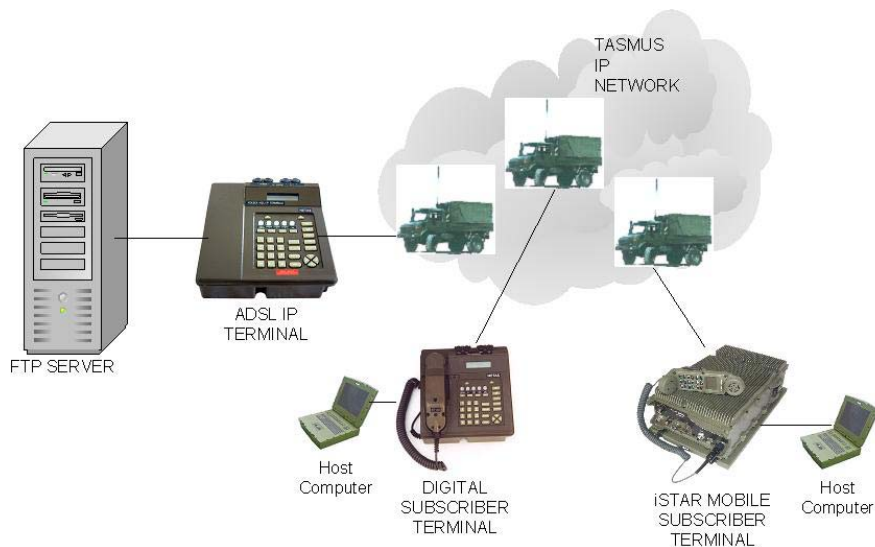 TASMUS
IP
NETWORK
ADSL IP
TERMINAL
FTP SERVER
Host
Computer
DIGITAL
SUBSCRIBER
TERMINAL
iSTAR MOBILE
SUBSCRIBER
TERMINAL
Host
Computer